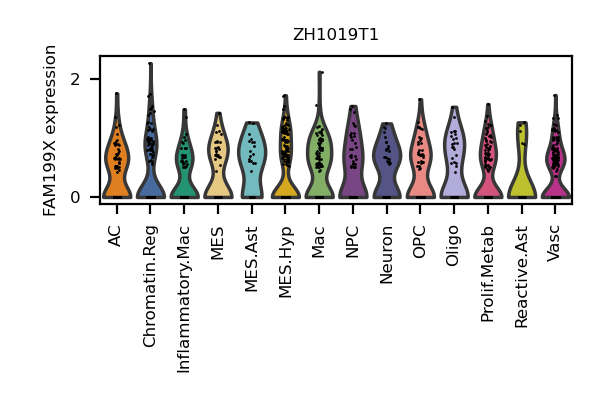 ZH1019T1
FAM199X expression
2
0
AC
Chromatin.Reg
Inflammatory.Mac
MES
MES.Ast
MES.Hyp
Mac
NPC
Neuron
OPC
Oligo
Prolif.Metab
Reactive.Ast
Vasc